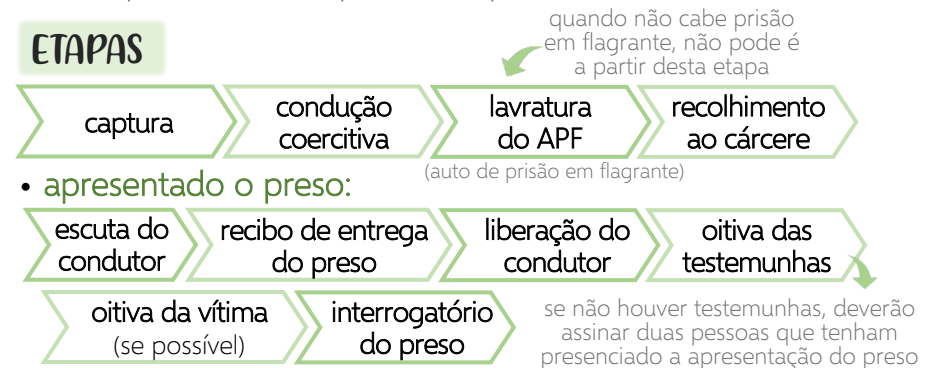 quando não cabe prisão
em flagrante, não pode é
a partir desta etapa
ETAPAS
captura
condução
coercitiva
lavratura
do APF
recolhimento
ao cárcere
(auto de prisão em flagrante)
• apresentado o preso:
escuta do
condutor
recibo de entrega
do preso
liberação do
condutor
oitiva das
testemunhas
oitiva da vítima
(se possível)
interrogatório
do preso
se não houver testemunhas, deverão
assinar duas pessoas que tenham
presenciado a apresentação do preso